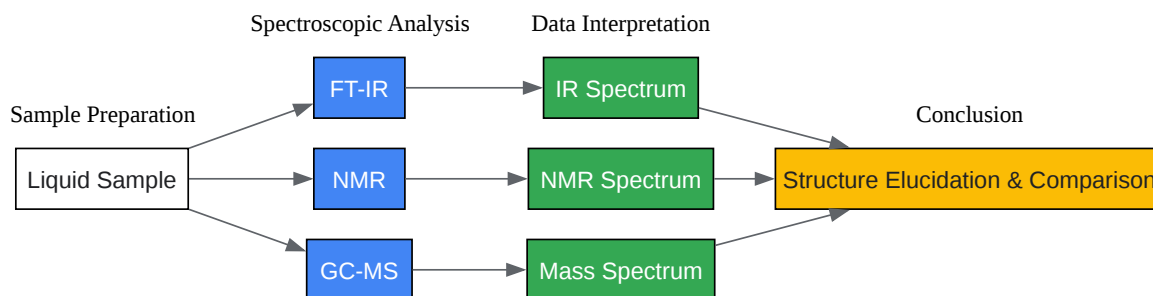 Spectroscopic Analysis
Data Interpretation
FT-IR
IR Spectrum
Sample Preparation
Conclusion
Liquid Sample
NMR
NMR Spectrum
Structure Elucidation & Comparison
GC-MS
Mass Spectrum